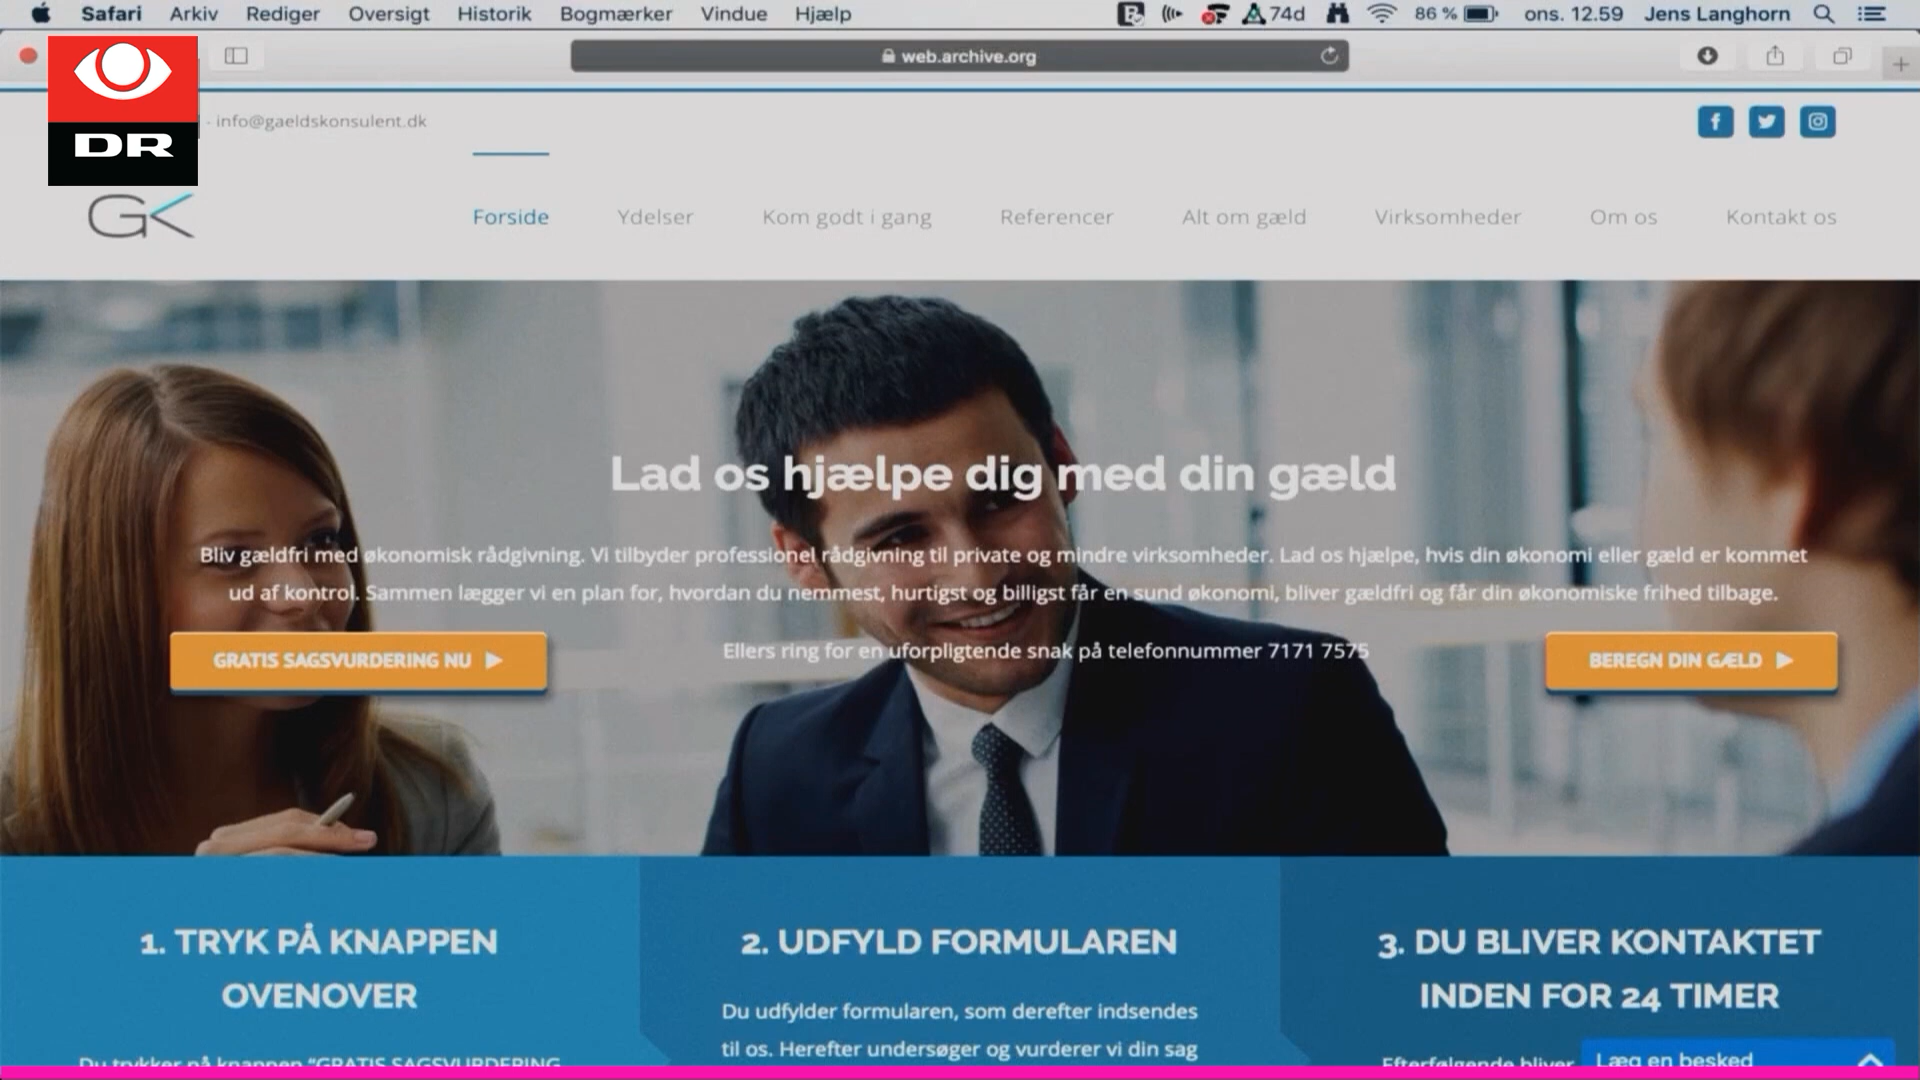 Safari Arkiv Rediger Oversigt Historik Bogmærker Vindue Hjælp 74d 86 % ons. 12.59 Jens Langhorn
web.archive.org
DR
- info@gaeldskonsulent.dk
GK
Forside Ydelser Kom godt i gang Referencer Alt om gæld Virksomheder Om os Kontakt os
Lad os hjælpe dig med din gæld
Bliv gældfri med økonomisk rådgivning. Vi tilbyder professionel rådgivning til private og mindre virksomheder. Lad os hjælpe, hvis din økonomi eller gæld er kommet
ud af kontrol. Sammen lægger vi en plan for, hvordan du nemmest, hurtigst og billigst får en sund økonomi, bliver gældfri og får din økonomiske frihed tilbage.
GRATIS SAGSVURDERING NU
Ellers ring for en uforpligtende snak på telefonnummer 7171 7575
BEREGN DIN GÆLD
1. TRYK PÅ KNAPPEN
OVENOVER
Du trykker på knappen “GRATIS SAGSVURDERING
2. UDFYLD FORMULAREN
Du udfylder formularen, som derefter indsendes
til os. Herefter undersøger og vurderer vi din sag
3. DU BLIVER KONTAKTET
INDEN FOR 24 TIMER
Efterfølgende bliver
Læg en besked